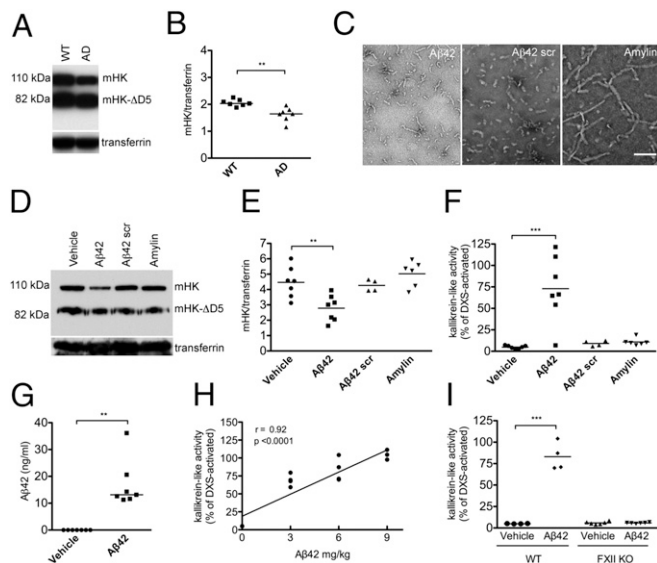 A
WT AD
110 kDa mHK
82 kDa mHK-ΔD5
transferrin
B
**
mHK/transferrin
4
3
2
1
0
WT AD
C
Aβ42 Aβ42 scr Amylin
D
Vehicle Aβ42 Aβ42 scr Amylin
110 kDa mHK
82 kDa mHK-ΔD5
transferrin
E
**
mHK/transferrin
7
6
5
4
3
2
1
0
Vehicle Aβ42 Aβ42 scr Amylin
F
***
kallikrein-like activity
(% of DXS-activated)
125
100
75
50
25
0
Vehicle Aβ42 Aβ42 scr Amylin
G
**
Aβ42 (ng/ml)
50
40
30
20
10
0
Vehicle Aβ42
H
r = 0.92
p <0.0001
kallikrein-like activity
(% of DXS-activated)
125
100
75
50
25
0
0 3 6 9
Aβ42 mg/kg
I
***
kallikrein-like activity
(% of DXS-activated)
125
100
75
50
25
0
Vehicle Aβ42 Vehicle Aβ42
WT FXII KO